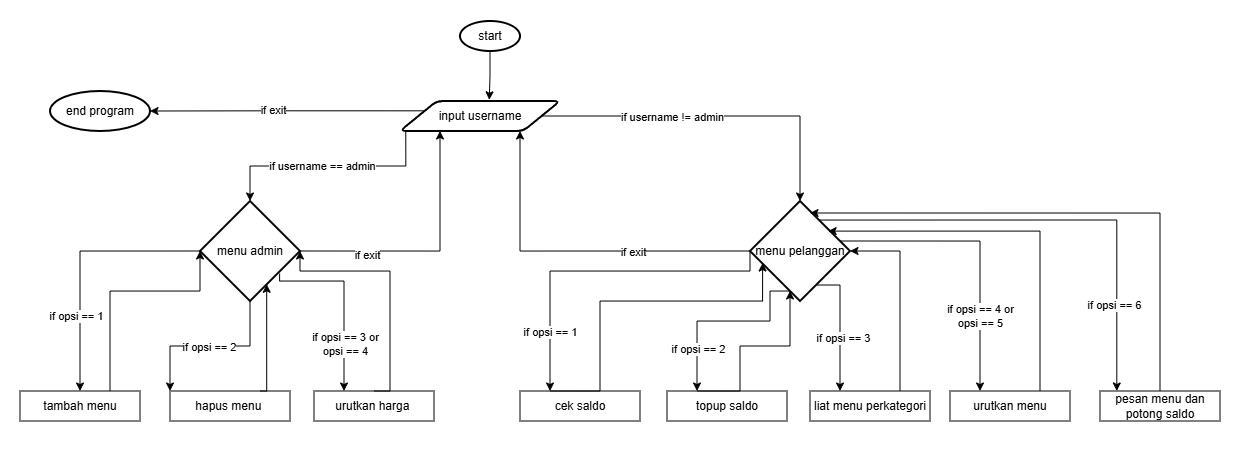 start
end program
if exit
input username
if username != admin
if username == admin
menu admin
if exit
if exit
menu pelanggan
if opsi == 1
if opsi == 2
if opsi == 3 or
opsi == 4
if opsi == 1
if opsi == 2
if opsi == 3
if opsi == 4 or
opsi == 5
if opsi == 6
tambah menu
hapus menu
urutkan harga
cek saldo
topup saldo
liat menu perkategori
urutkan menu
pesan menu dan
potong saldo